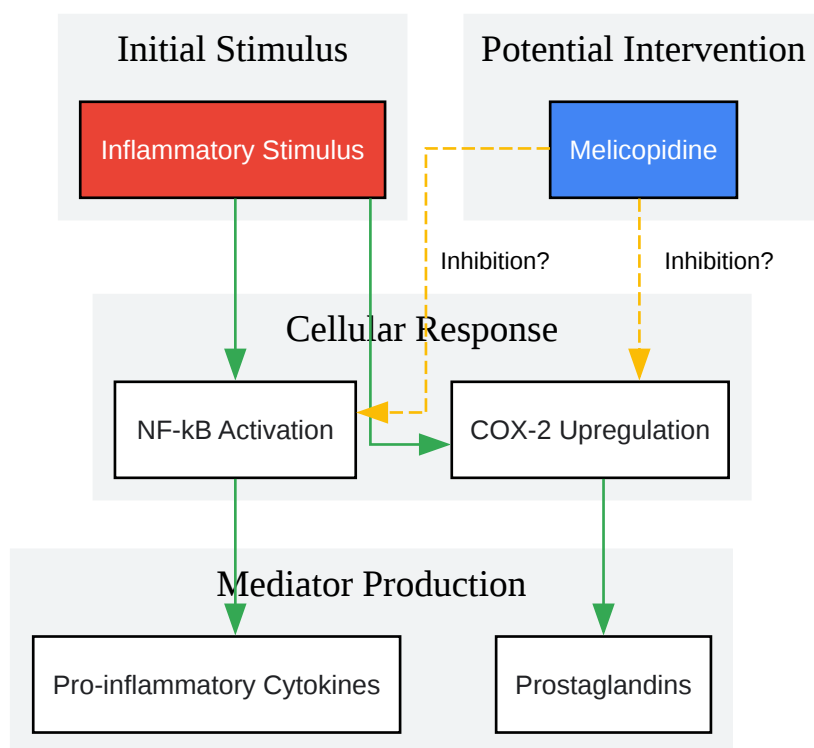 Initial Stimulus
Potential Intervention
Inflammatory Stimulus
Melicopidine
Inhibition?
Inhibition?
Cellular Response
NF-kB Activation
COX-2 Upregulation
Mediator Production
Pro-inflammatory Cytokines
Prostaglandins